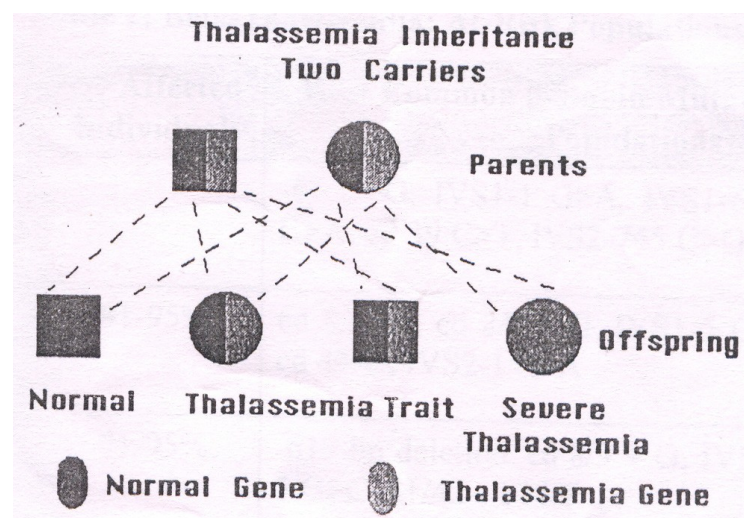 Thalassemia Inheritance
Two Carriers
Parents
Offspring
Normal
Thalassemia Trait
Severe
Thalassemia
Normal Gene
Thalassemia Gene